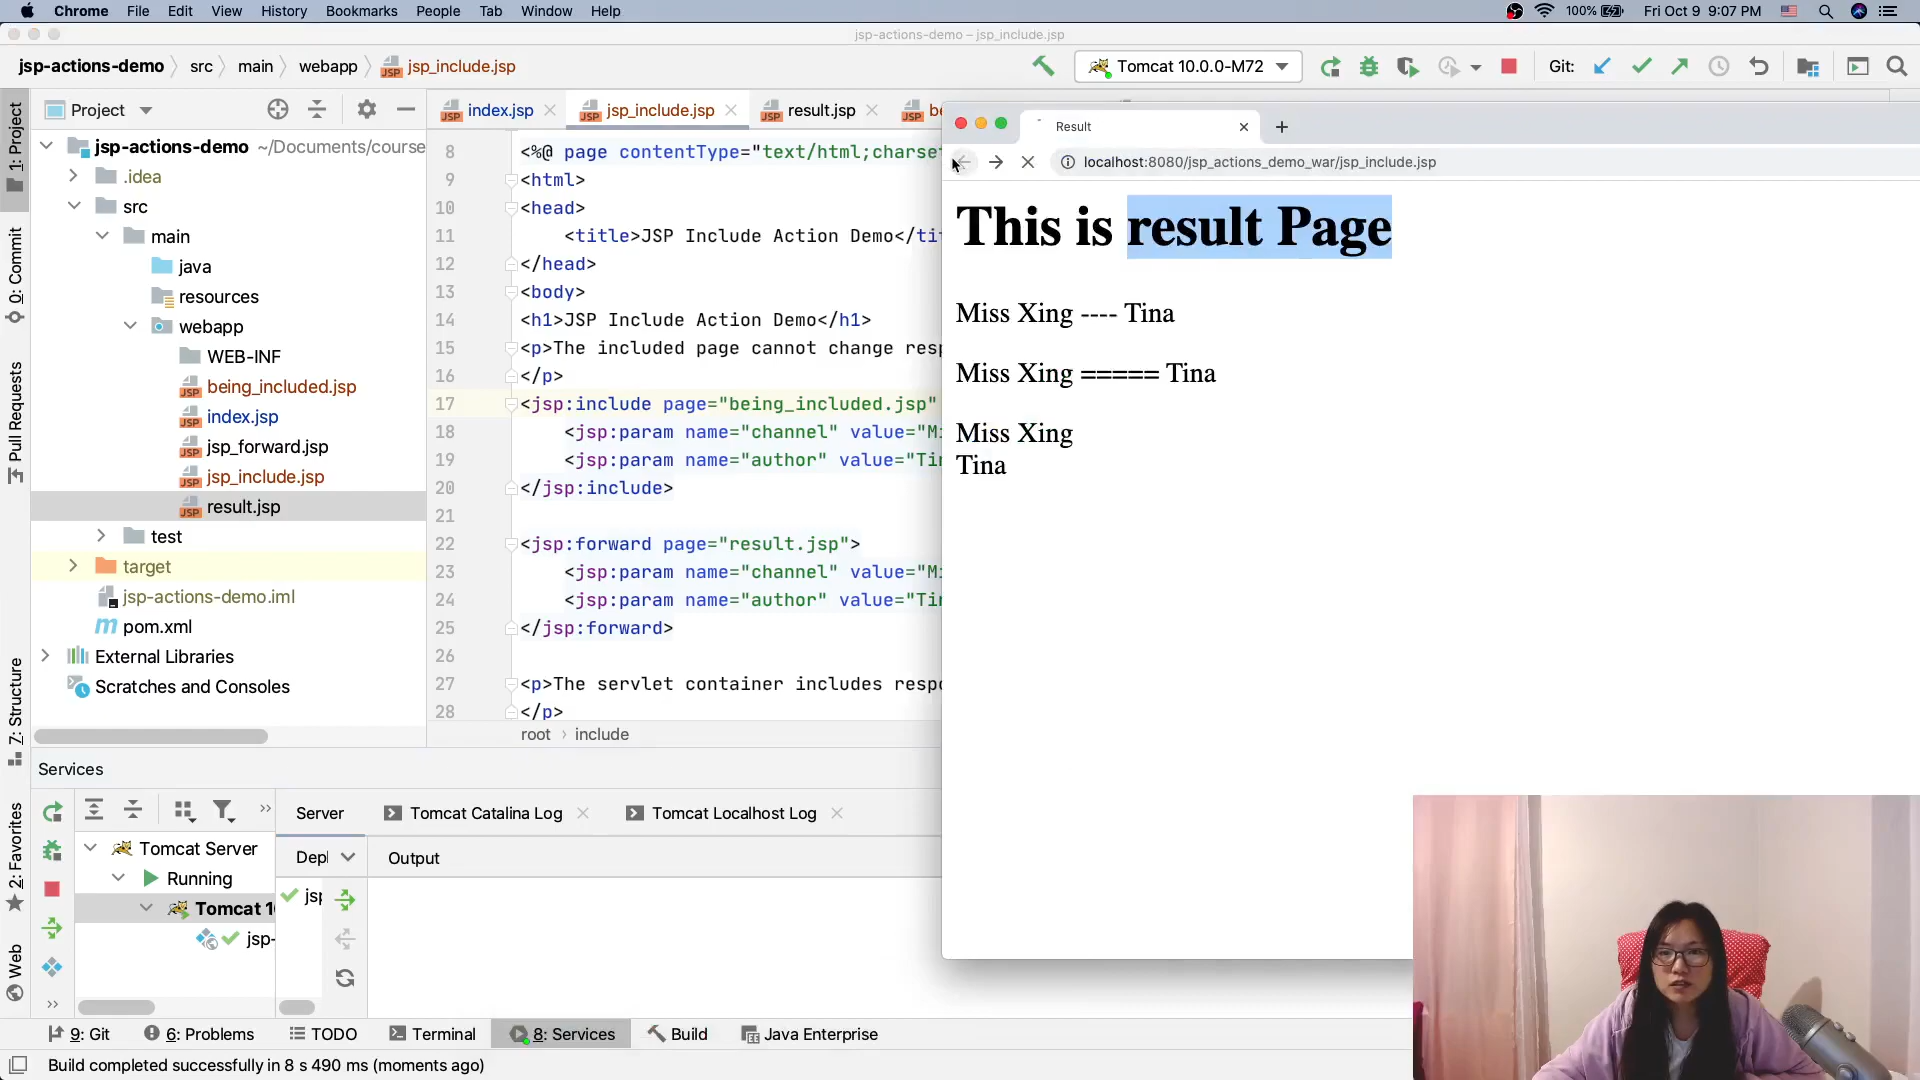 Chrome File Edit View History Bookmarks People Tab Window Help 100% Fri Oct 9 9:07 PM
jsp-actions-demo – jsp_include.jsp
jsp-actions-demo src main webapp jsp_include.jsp Tomcat 10.0.0-M72 Git:
Project index.jsp jsp_include.jsp result.jsp
1: Project
0: Commit
Pull Requests
Z: Structure
2: Favorites
Web
jsp-actions-demo ~/Documents/course
.idea
src
main
java
resources
webapp
WEB-INF
being_included.jsp
index.jsp
jsp_forward.jsp
jsp_include.jsp
result.jsp
test
target
jsp-actions-demo.iml
pom.xml
External Libraries
Scratches and Consoles
8 <%@ page contentType="text/html;charset
9 <html>
10 <head>
11 <title>JSP Include Action Demo</tit
12 </head>
13 <body>
14 <h1>JSP Include Action Demo</h1>
15 <p>The included page cannot change resp
16 </p>
17 <jsp:include page="being_included.jsp"
18 <jsp:param name="channel" value="Mi
19 <jsp:param name="author" value="Tin
20 </jsp:include>
21
22 <jsp:forward page="result.jsp">
23 <jsp:param name="channel" value="Mi
24 <jsp:param name="author" value="Tin
25 </jsp:forward>
26
27 <p>The servlet container includes respo
28 </p>
root › include
Result
localhost:8080/jsp_actions_demo_war/jsp_include.jsp
This is result Page
Miss Xing ---- Tina
Miss Xing ===== Tina
Miss Xing
Tina
Services
Server Tomcat Catalina Log Tomcat Localhost Log
Tomcat Server
Running
Tomcat 1
jsp-
Output
jsp
9: Git 6: Problems TODO Terminal 8: Services Build Java Enterprise
Build completed successfully in 8 s 490 ms (moments ago)